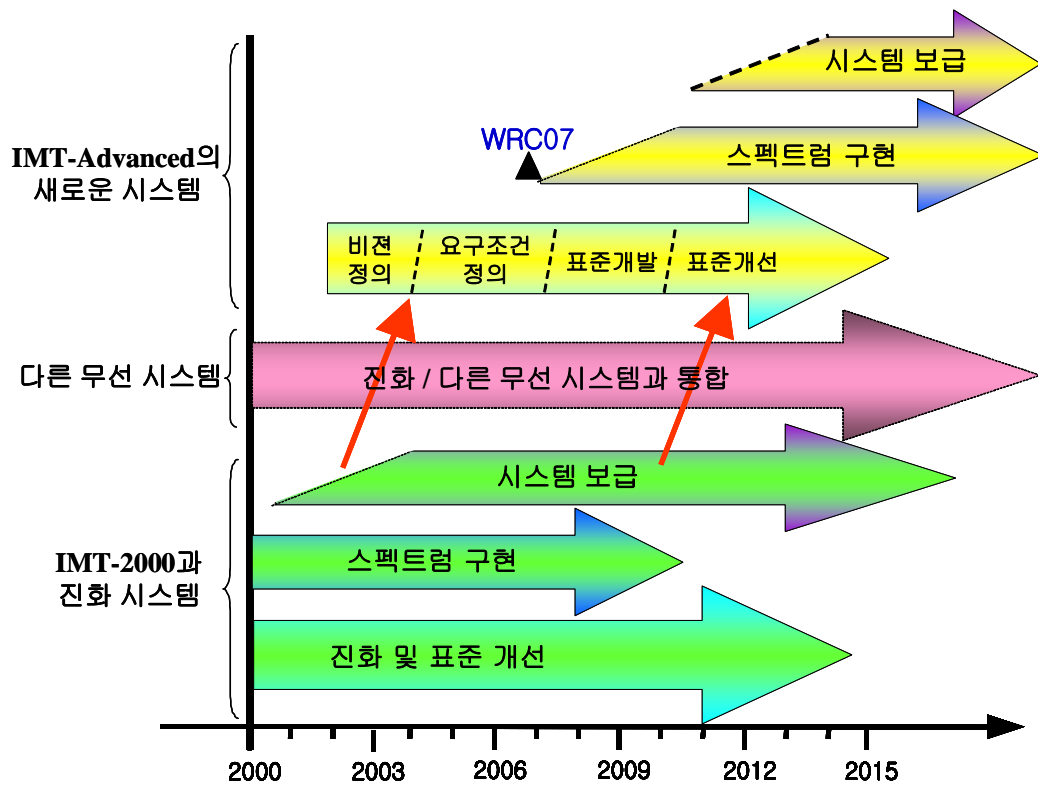 시스템 보급
WRC07
스펙트럼 구현
IMT-Advanced의
새로운 시스템
비젼
정의
요구조건
정의
표준개발
표준개선
다른 무선 시스템
진화 / 다른 무선 시스템과 통합
시스템 보급
IMT-2000과
진화 시스템
스펙트럼 구현
진화 및 표준 개선
2000 2003 2006 2009 2012 2015